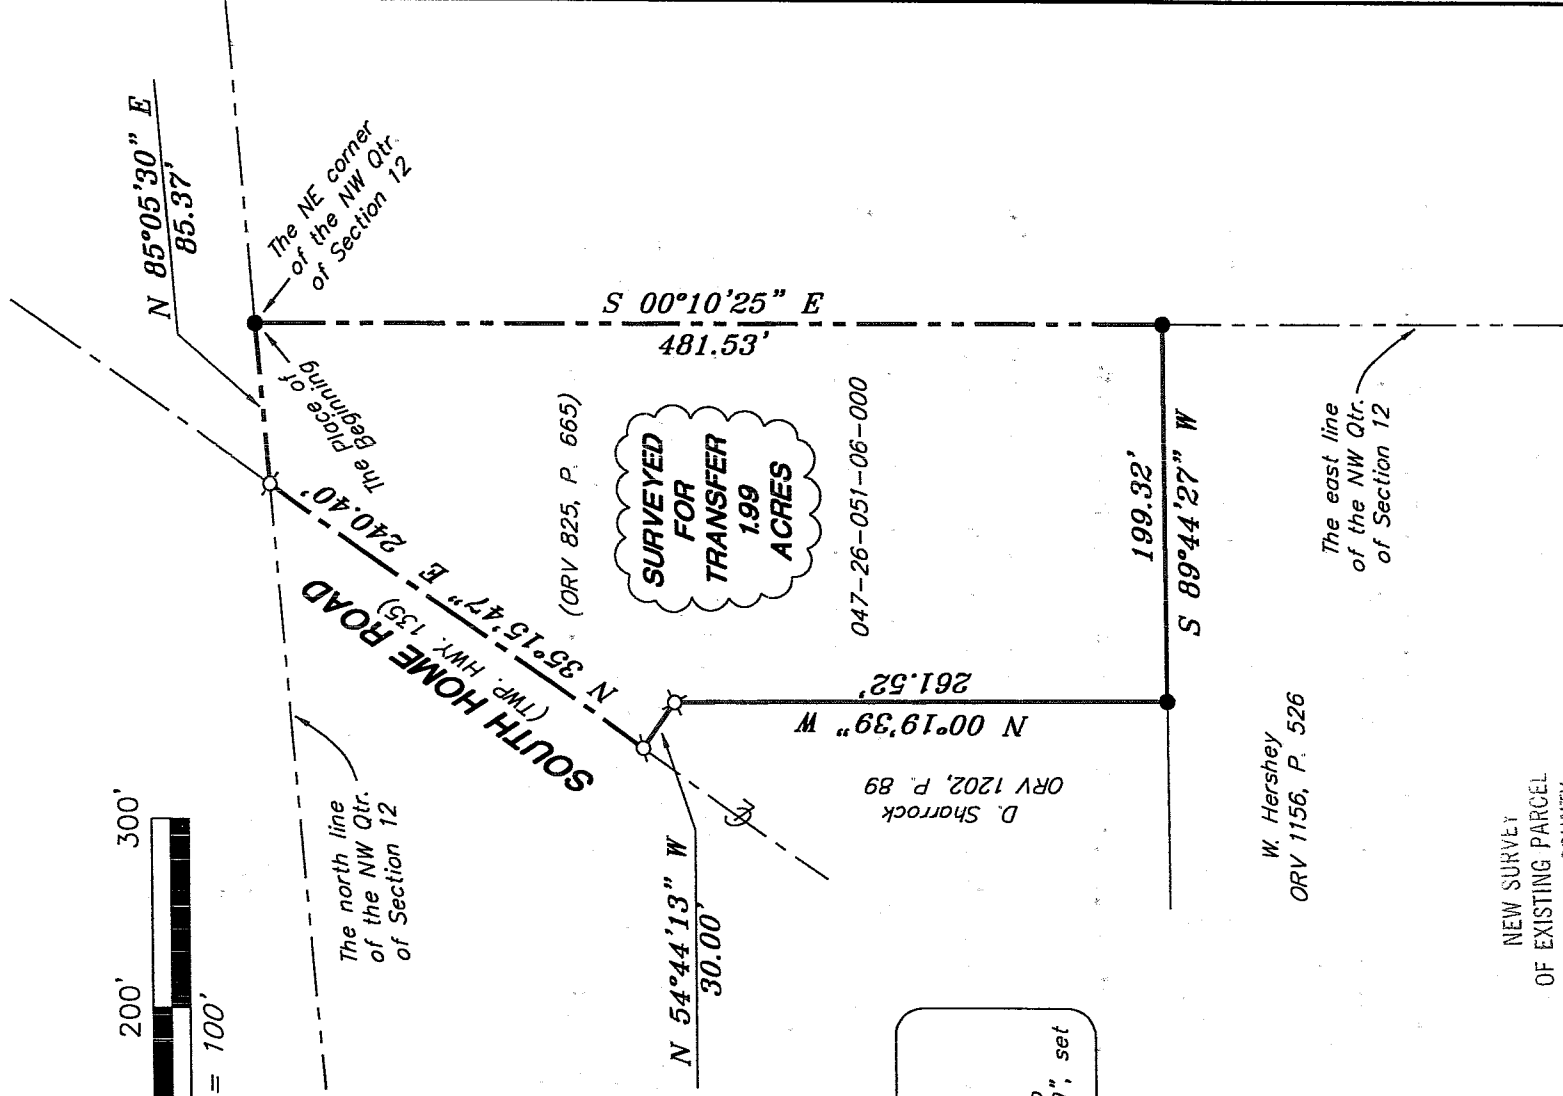 N 85°05'30" E
85.37'
The NE corner
of the NW Qtr.
of Section 12
The Place of
Beginning
S 00°10'25" E
481.53'
N 35°15'47" E 240.40'
SOUTH HOME ROAD
(TWP. HWY. 135)
(ORV 825, P. 665)
SURVEYED
FOR
TRANSFER
1.99
ACRES
047-26-051-06-000
199.32'
S 89°44'27" W
The east line
of the NW Qtr.
of Section 12
261.52'
N 00°19'39" W
D. Sharrock
ORV 1202, P. 89
W. Hershey
ORV 1156, P. 526
The north line
of the NW Qtr.
of Section 12
N 54°44'13" W
30.00'
300'
200'
= 100'
", set
NEW SURVEY
OF EXISTING PARCEL